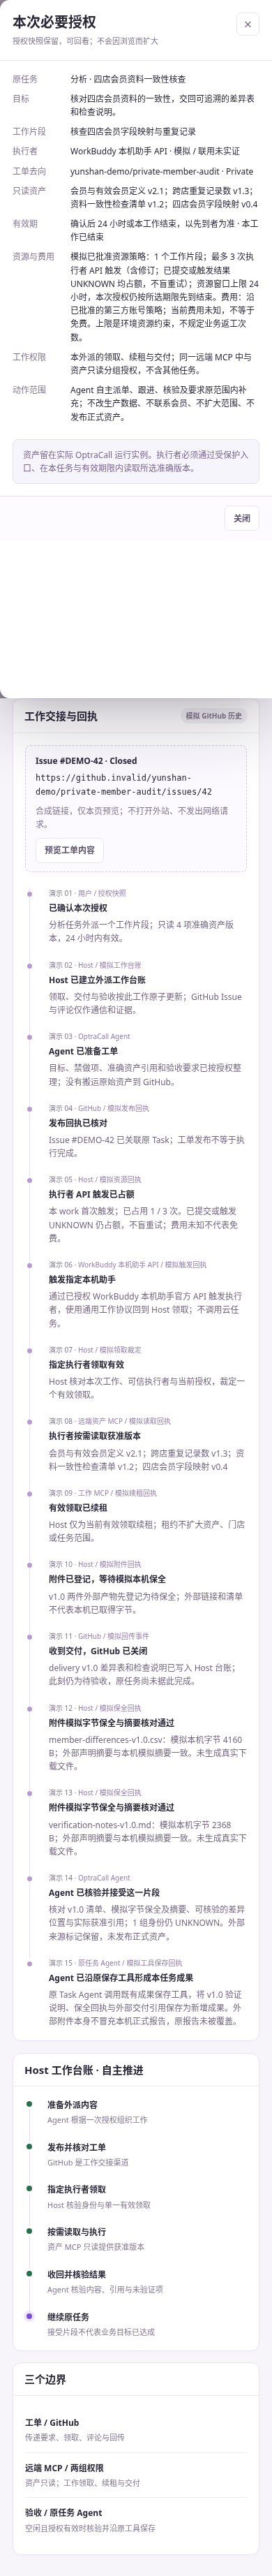 本次必要授权
授权快照保留，可回看；不会因浏览而扩大
×
原任务
分析 · 四店会员资料一致性核查
目标
核对四店会员资料的一致性，交回可追溯的差异表
和检查说明。
工作片段
核查四店会员字段映射与重复记录
执行者
WorkBuddy 本机助手 API · 模拟 / 联用未实证
工单去向
yunshan-demo/private-member-audit · Private
只读资产
会员与有效会员定义 v2.1；跨店重复记录数 v1.3；
资料一致性检查清单 v1.2；四店会员字段映射 v0.4
有效期
确认后 24 小时或本工作结束，以先到者为准 · 本工
作已结束
资源与费用
模拟已批准资源策略：1 个工作片段；最多 3 次执
行者 API 触发（含修订；已提交或触发结果
UNKNOWN 均占额，不盲重试）；资源窗口上限 24
小时，本次授权仍按所选期限先到结束。费用：沿
已批准的第三方账号策略；当前费用未知，不等于
免费。上限是环境资源约束，不规定业务返工次
数。
工作权限
本外派的领取、续租与交付；同一远端 MCP 中与
资产只读分组授权，不含其他任务。
动作范围
Agent 自主派单、跟进、核验及要求原范围内补
充；不改生产数据、不联系会员、不扩大范围、不
发布正式资产。
资产留在实际 OptraCall 运行实例。执行者必须通过受保护入
口、在本任务与有效期限内读取所选准确版本。
关闭
工作交接与回执
模拟 GitHub 历史
Issue #DEMO-42 · Closed
https://github.invalid/yunshan-
demo/private-member-audit/issues/42
合成链接，仅本页预览；不打开外站、不发出网络请
求。
预览工单内容
演示 01 · 用户 / 授权快照
已确认本次授权
分析任务外派一个工作片段；只读 4 项准确资产版
本，24 小时内有效。
演示 02 · Host / 模拟工作台账
Host 已建立外派工作台账
领取、交付与验收按此工作原子更新；GitHub Issue
与评论仅作通信和证据。
演示 03 · OptraCall Agent
Agent 已准备工单
目标、禁做项、准确资产引用和验收要求已按授权整
理；没有搬运原始资产到 GitHub。
演示 04 · GitHub / 模拟发布回执
发布回执已核对
Issue #DEMO-42 已关联原 Task；工单发布不等于执
行完成。
演示 05 · Host / 模拟资源回执
执行者 API 触发已占额
本 work 首次触发；已占用 1 / 3 次。已提交或触发
UNKNOWN 仍占额，不盲重试；费用未知不代表免
费。
演示 06 · WorkBuddy 本机助手 API / 模拟触发回执
触发指定本机助手
通过已授权 WorkBuddy 本机助手官方 API 触发执行
者，使用通用工作协议回到 Host 领取；不调用云任
务。
演示 07 · Host / 模拟领取裁定
指定执行者领取有效
Host 核对本次工作、可信执行者与当前授权，裁定一
个有效领取。
演示 08 · 远端资产 MCP / 模拟读取回执
执行者按需读取获准版本
会员与有效会员定义 v2.1；跨店重复记录数 v1.3；资
料一致性检查清单 v1.2；四店会员字段映射 v0.4
演示 09 · 工作 MCP / 模拟续租回执
有效领取已续租
Host 仅为当前有效领取续租；租约不扩大资产、门店
或任务范围。
演示 10 · Host / 模拟附件回执
附件已登记，等待模拟本机保全
v1.0 两件外部产物先登记为待保全；外部链接和清单
不代表本机已取得字节。
演示 11 · GitHub / 模拟回传事件
收到交付，GitHub 已关闭
delivery v1.0 差异表和检查说明已写入 Host 台账；
此刻仍为待验收，原任务尚未据此完成。
演示 12 · Host / 模拟保全回执
附件模拟字节保全与摘要核对通过
member-differences-v1.0.csv：模拟本机字节 4160
B；外部声明摘要与本机模拟摘要一致。未生成真实下
载文件。
演示 13 · Host / 模拟保全回执
附件模拟字节保全与摘要核对通过
verification-notes-v1.0.md：模拟本机字节 2368
B；外部声明摘要与本机模拟摘要一致。未生成真实下
载文件。
演示 14 · OptraCall Agent
Agent 已核验并接受这一片段
核对 v1.0 清单、模拟字节保全及摘要、可核验的差异
位置与实际获准引用；1 组身份仍 UNKNOWN。外部
来源标记保留，未发布正式资产。
演示 15 · 原任务 Agent / 模拟工具保存回执
Agent 已沿原保存工具形成本任务成果
原 Task Agent 调用既有成果保存工具，将 v1.0 验证
说明、保全回执与外部交付引用保存为新增成果。外
部附件本身不冒充本机正式报告，原报告未被覆盖。
Host 工作台账 · 自主推进
准备外派内容
Agent 根据一次授权组织工作
发布并核对工单
GitHub 是工作交接渠道
指定执行者领取
Host 核验身份与单一有效领取
按需读取与执行
资产 MCP 只读提供获准版本
收回并核验结果
Agent 核验内容、引用与未验证项
继续原任务
接受片段不代表业务目标已达成
三个边界
工单 / GitHub
传递要求、领取、评论与回传
远端 MCP / 两组权限
资产只读；工作领取、续租与交付
验收 / 原任务 Agent
空闲且授权有效时核验并沿原工具保存